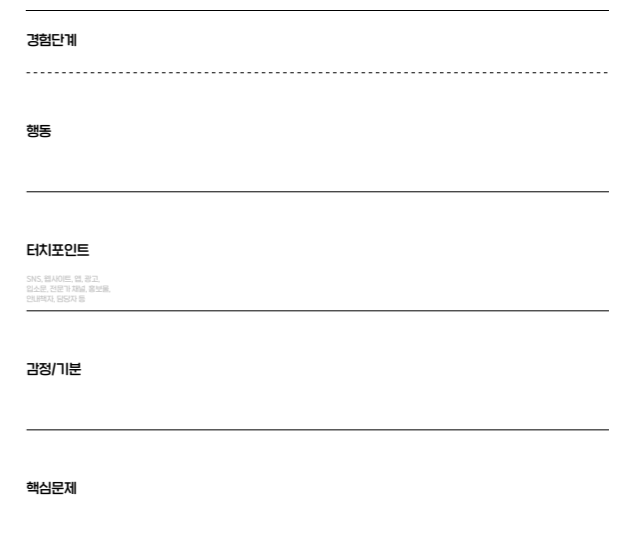 경험단계
행동
터치포인트
SNS, 웹사이트, 앱, 광고,
입소문, 전문가 채널, 홍보물,
안내책자, 담당자 등
감정/기분
핵심문제